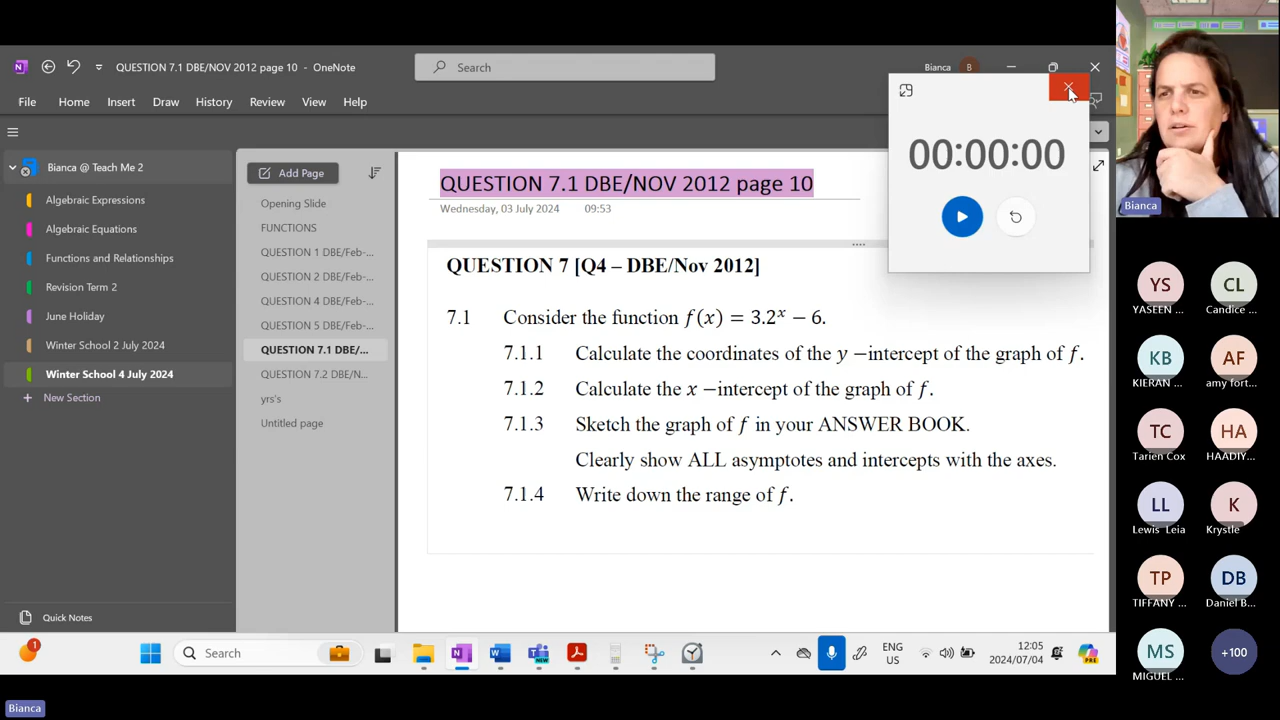 QUESTION 7.1 DBE/NOV 2012 page 10 - OneNote
Search
Bianca
B
File Home Insert Draw History Review View Help
Bianca @ Teach Me 2
Algebraic Expressions
Algebraic Equations
Functions and Relationships
Revision Term 2
June Holiday
Winter School 2 July 2024
Winter School 4 July 2024
New Section
Quick Notes
Add Page
Opening Slide
FUNCTIONS
QUESTION 1 DBE/Feb-...
QUESTION 2 DBE/Feb-...
QUESTION 4 DBE/Feb-...
QUESTION 5 DBE/Feb-...
QUESTION 7.1 DBE/...
QUESTION 7.2 DBE/N...
yrs's
Untitled page
QUESTION 7.1 DBE/NOV 2012 page 10
Wednesday, 03 July 2024 09:53
QUESTION 7 [Q4 – DBE/Nov 2012]
7.1 Consider the function f(x) = 3.2ˣ − 6.
7.1.1 Calculate the coordinates of the y −intercept of the graph of f.
7.1.2 Calculate the x −intercept of the graph of f.
7.1.3 Sketch the graph of f in your ANSWER BOOK.
Clearly show ALL asymptotes and intercepts with the axes.
7.1.4 Write down the range of f.
00:00:00
Bianca
YS CL
YASEEN ... Candice ...
KB AF
KIERAN ... amy fort...
TC HA
Tarien Cox HAADIY...
LL K
Lewis Leia Krystle
TP DB
TIFFANY ... Daniel B...
MS +100
MIGUEL ...
1
Search
NEW
ENG
US
12:05
2024/07/04
PRE
Bianca